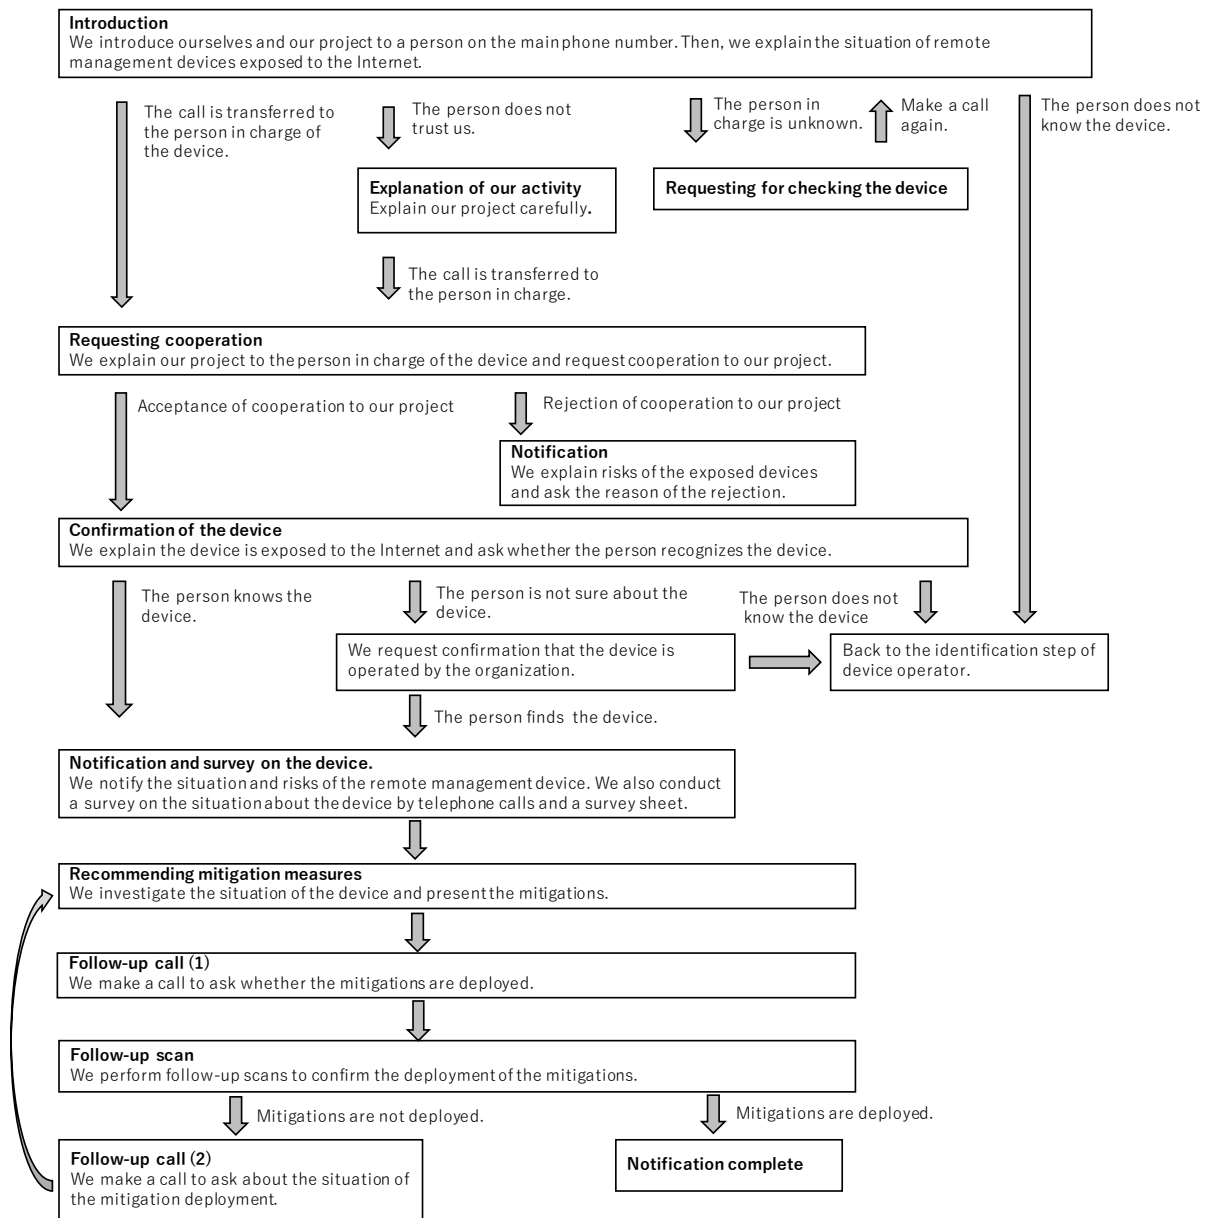 Introduction
We introduce ourselves and our project to a person on the main phone number. Then, we explain the situation of remote
management devices exposed to the Internet.
The call is transferred to
the person in charge of
the device.
The person does not
trust us.
The person in
charge is unknown.
Make a call
again.
The person does not
know the device.
Explanation of our activity
Explain our project carefully.
Requesting for checking the device
The call is transferred to
the person in charge.
Requesting cooperation
We explain our project to the person in charge of the device and request cooperation to our project.
Acceptance of cooperation to our project
Rejection of cooperation to our project
Notification
We explain risks of the exposed devices
and ask the reason of the rejection.
Confirmation of the device
We explain the device is exposed to the Internet and ask whether the person recognizes the device.
The person knows the
device.
The person is not sure about the
device.
The person does not
know the device
We request confirmation that the device is
operated by the organization.
Back to the identification step of
device operator.
The person finds the device.
Notification and survey on the device.
We notify the situation and risks of the remote management device. We also conduct
a survey on the situation about the device by telephone calls and a survey sheet.
Recommending mitigation measures
We investigate the situation of the device and present the mitigations.
Follow-up call (1)
We make a call to ask whether the mitigations are deployed.
Follow-up scan
We perform follow-up scans to confirm the deployment of the mitigations.
Mitigations are not deployed.
Mitigations are deployed.
Follow-up call (2)
We make a call to ask about the situation of
the mitigation deployment.
Notification complete